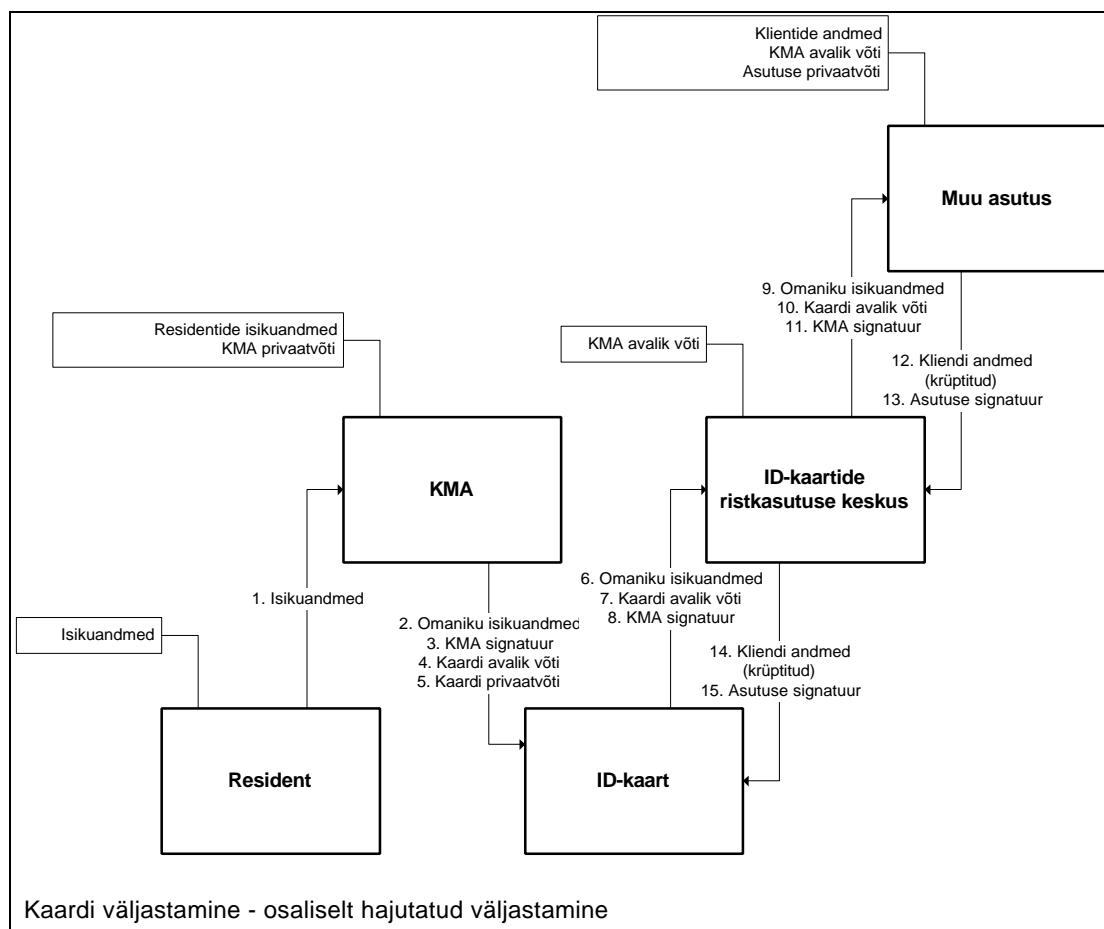 Klientide andmed
KMA avalik võti
Asutuse privaatvõti
Muu asutus
9. Omaniku isikuandmed
10. Kaardi avalik võti
11. KMA signatuur
Residentide isikuandmed
KMA privaatvõti
KMA avalik võti
12. Kliendi andmed
(krüptitud)
13. Asutuse signatuur
KMA
ID-kaartide
ristkasutuse keskus
1. Isikuandmed
6. Omaniku isikuandmed
7. Kaardi avalik võti
8. KMA signatuur
Isikuandmed
2. Omaniku isikuandmed
3. KMA signatuur
4. Kaardi avalik võti
5. Kaardi privaatvõti
14. Kliendi andmed
(krüptitud)
15. Asutuse signatuur
Resident
ID-kaart
Kaardi väljastamine - osaliselt hajutatud väljastamine